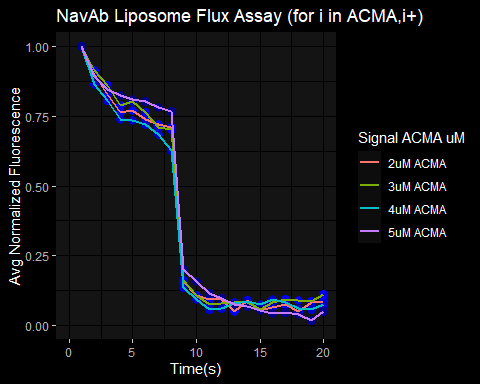 NavAb Liposome Flux Assay (for i in ACMA,i+)
1.00
0.75
0.50
0.25
0.00
Avg Normalized Fluorescence
0
5
10
15
20
Time(s)
Signal ACMA uM
2uM ACMA
3uM ACMA
4uM ACMA
5uM ACMA